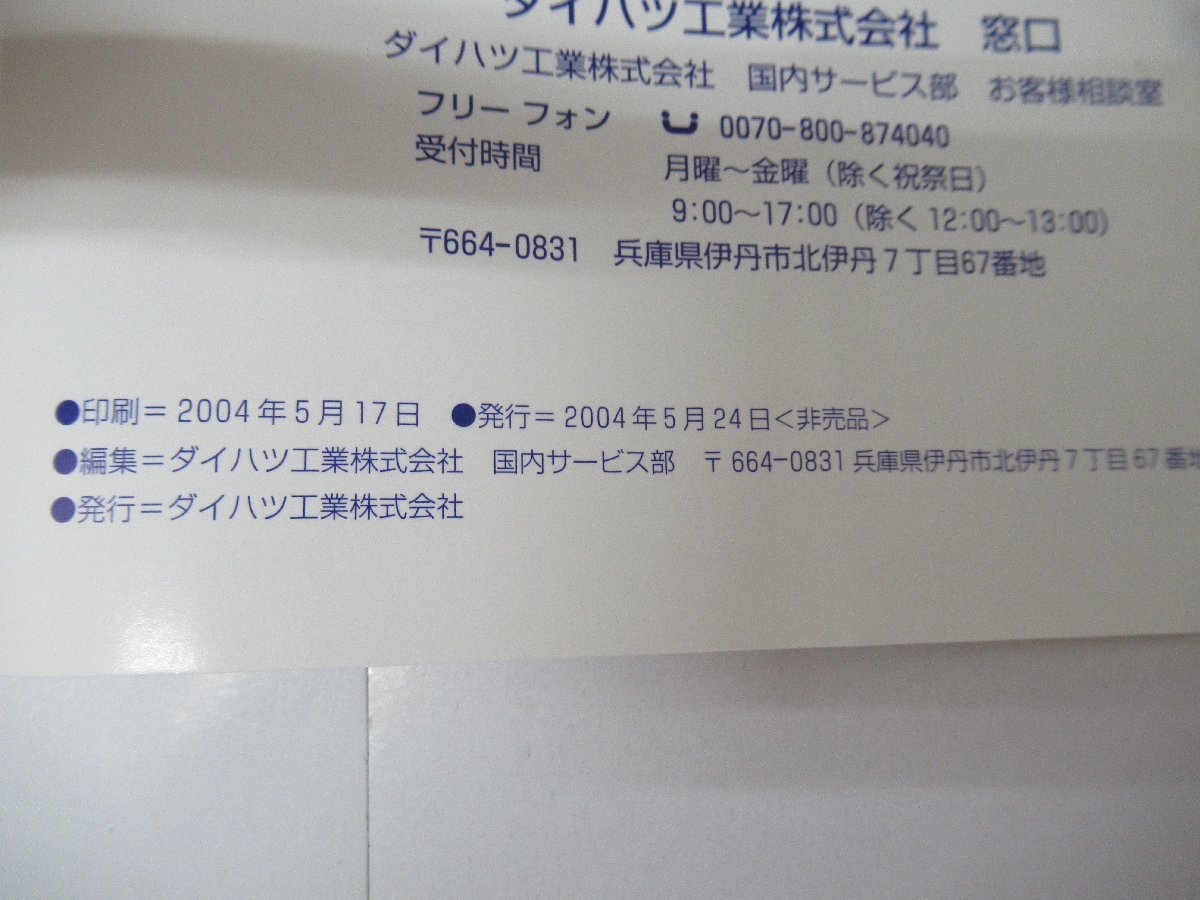 ダイハツ工業株式会社 窓口
ダイハツ工業株式会社 国内サービス部 お客様相談室
フリーフォン 0070-800-874040
受付時間 月曜～金曜（除く祝祭日）
9:00～17:00（除く 12:00～13:00）
〒664-0831 兵庫県伊丹市北伊丹7丁目67番地
●印刷＝2004年5月17日 ●発行＝2004年5月24日<非売品>
●編集＝ダイハツ工業株式会社 国内サービス部 〒664-0831 兵庫県伊丹市北伊丹7丁目67番地
●発行＝ダイハツ工業株式会社